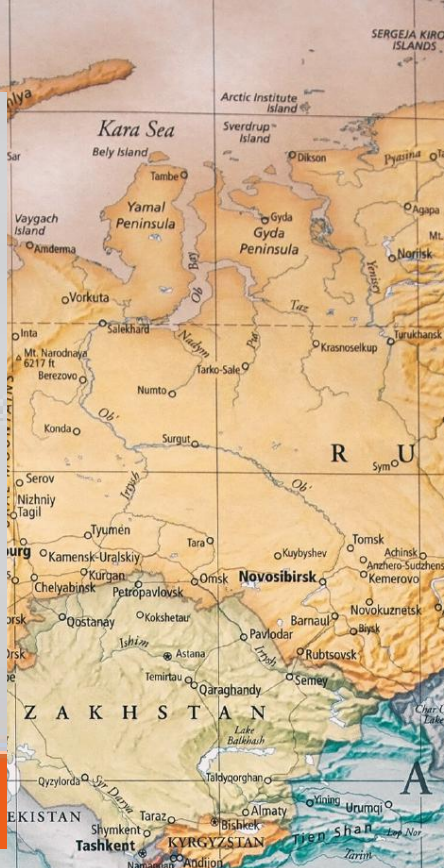 SERGEJA KIRO
ISLANDS
Arctic Institute
Island
Kara Sea
Sverdrup
Island
Bely Island
Dikson
Pyasina
Tambe
Yamal
Peninsula
Gyda
Gyda
Peninsula
Agapa
Vaygach
Island
Amderma
Ob' Bay
Norilsk
Yenisey
Vorkuta
Taz
Salekhard
Inta
Nadym
Pur
Turukhansk
Krasnoselkup
Mt. Narodnaya
6217 ft
Tarko-Sale
Berezovo
Numto
Ob'
Konda
Surgut
R U
Sym
Serov
Irtysh
Ob'
Nizhniy
Tagil
Tyumen
Tara
Tomsk
Kuybyshev
Achinsk
burg
Kamensk-Uralskiy
Anzhero-Sudzhens
Kurgan
Omsk
Novosibirsk
Kemerovo
Chelyabinsk
Petropavlovsk
Novokuznetsk
Qostanay
Kokshetau
Barnaul
Biysk
Pavlodar
Ishim
Astana
Irtysh
Rubtsovsk
Temirtau
Qaraghandy
Semey
ZAKHSTAN
Lake
Balkhash
Qyzylorda
Syr Darya
Taldyqorghan
A
Yining
Urumqi
Almaty
EKISTAN
Taraz
Bishkek
Shymkent
Tien Shan
Lop Nor
Tashkent
KYRGYZSTAN
Tarim
Namangan
Andijon